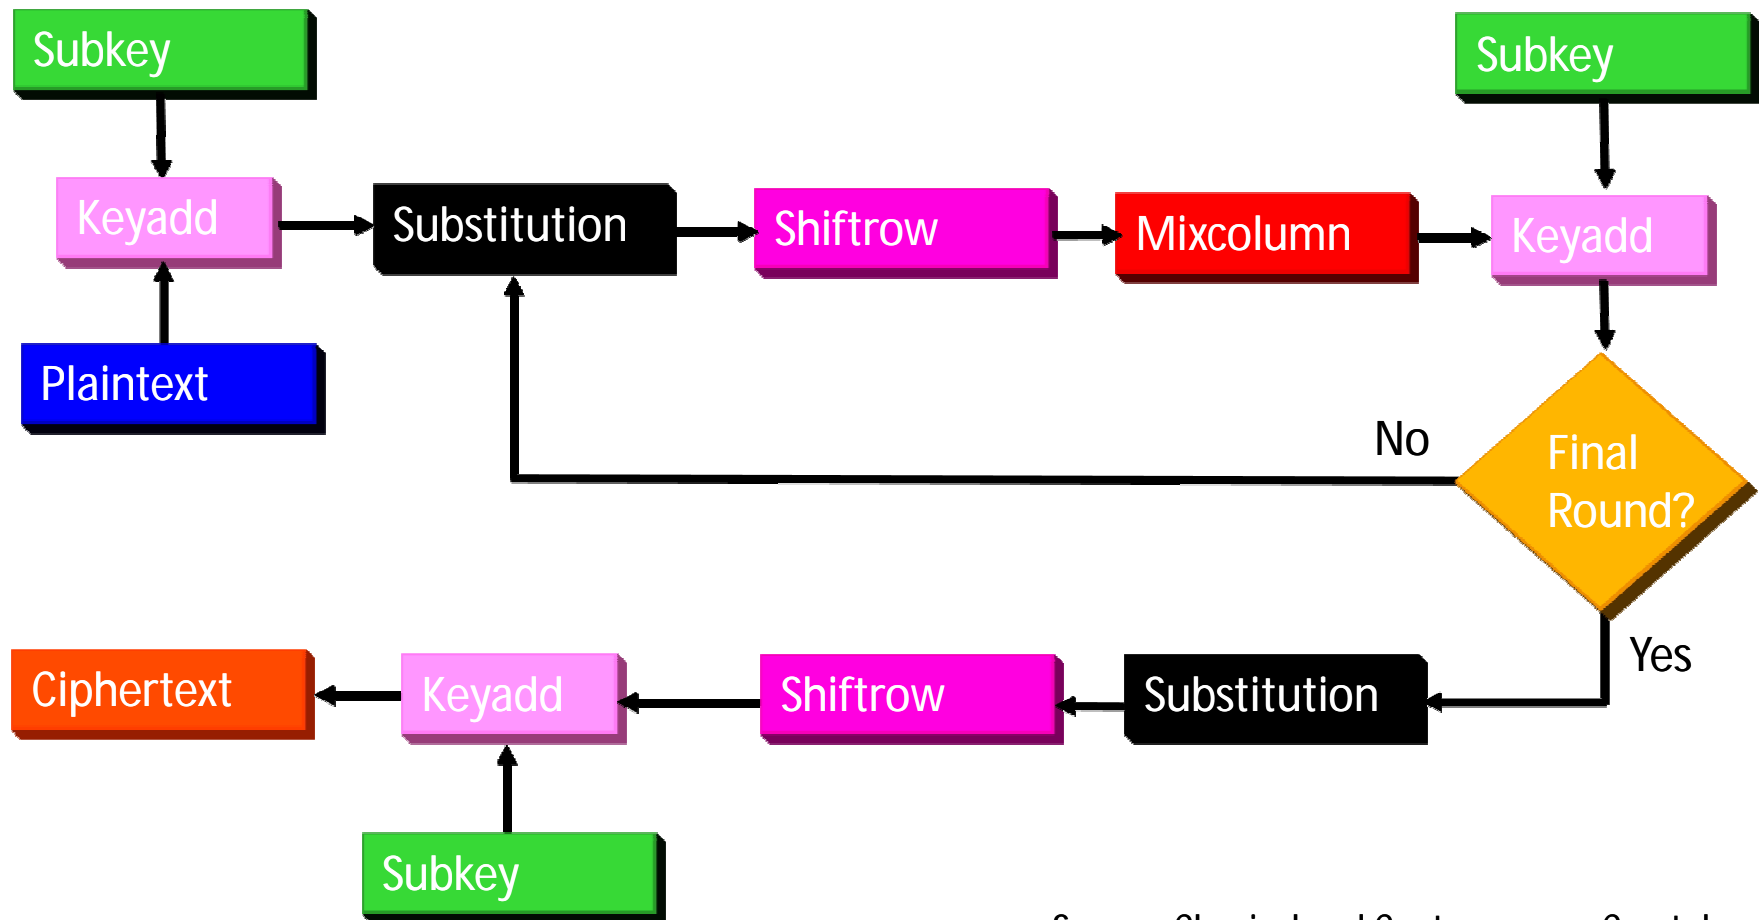 Subkey
Subkey
Keyadd
Substitution
Shiftrow
Mixcolumn
Keyadd
Plaintext
No
Final
Round?
Yes
Ciphertext
Keyadd
Shiftrow
Substitution
Subkey